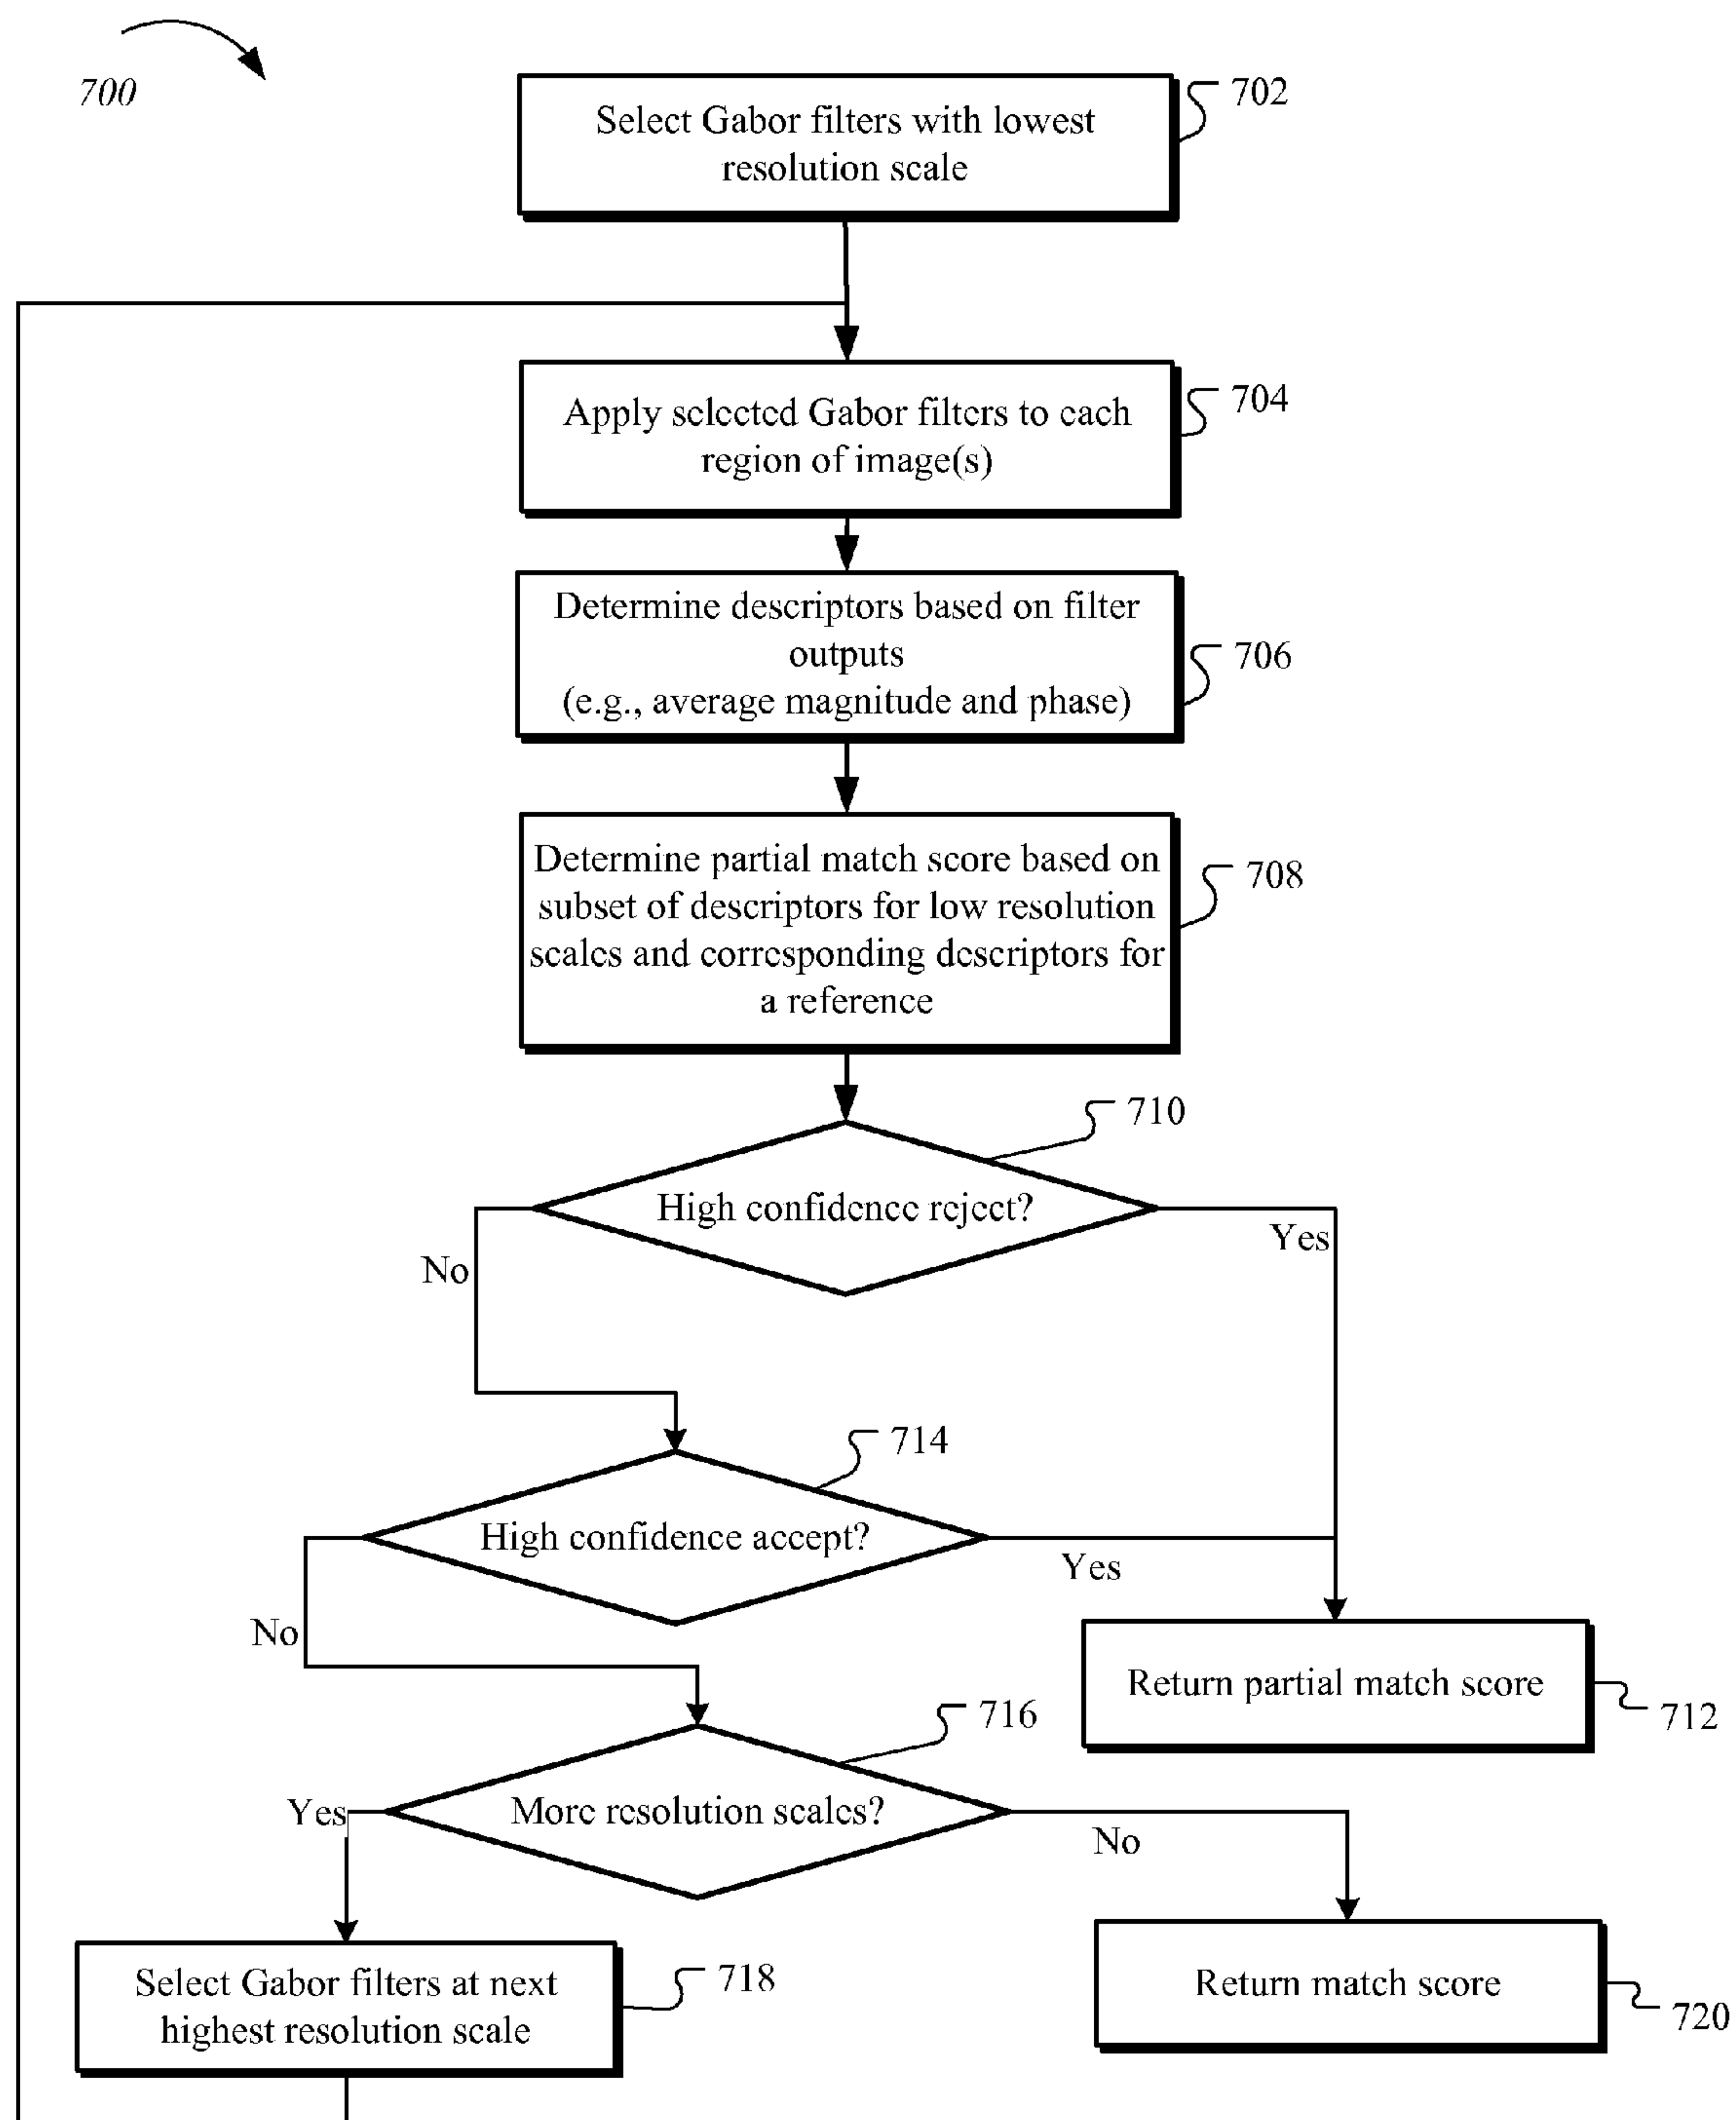 700
Select Gabor filters with lowest
resolution scale
702
Apply selected Gabor filters to each
region of image(s)
704
Determine descriptors based on filter
outputs
(e.g., average magnitude and phase)
706
Determine partial match score based on
subset of descriptors for low resolution
scales and corresponding descriptors for
a reference
708
710
High confidence reject?
Yes
No
714
High confidence accept?
Yes
No
Return partial match score
712
716
More resolution scales?
Yes
No
Select Gabor filters at next
highest resolution scale
718
Return match score
720